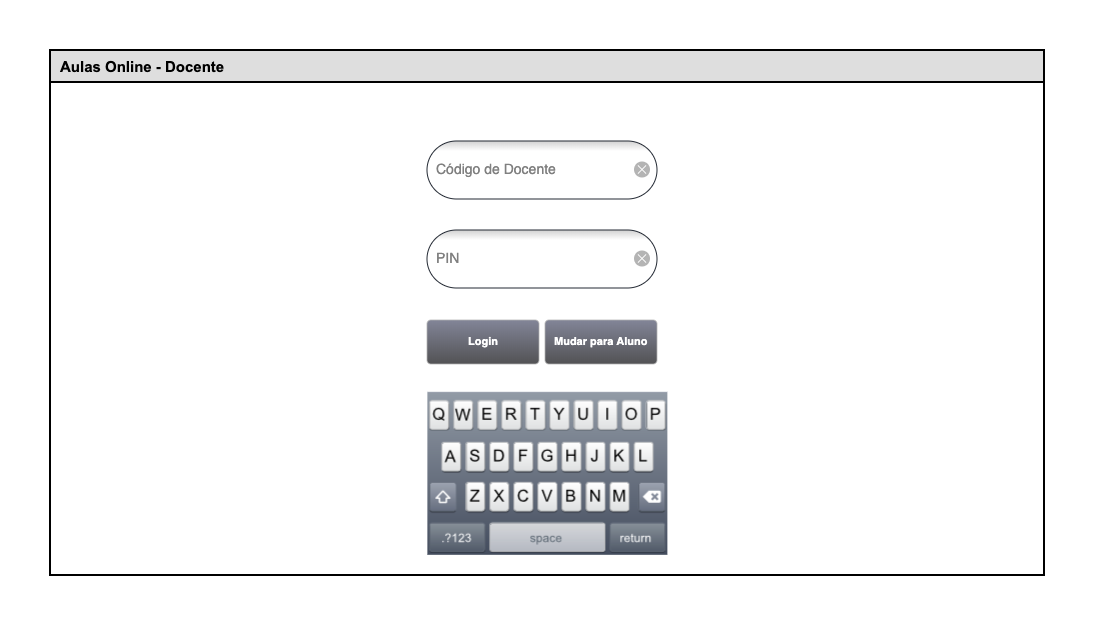 Aulas Online - Docente
Código de Docente
PIN
Login Mudar para Aluno
Q W E R T Y U I O P
A S D F G H J K L
Z X C V B N M
.?123 space return